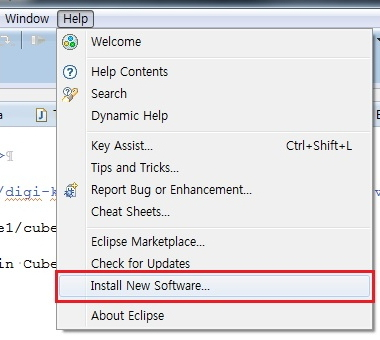 Window Help
Welcome
Help Contents
Search
Dynamic Help
Key Assist... Ctrl+Shift+L
Tips and Tricks...
Report Bug or Enhancement...
Cheat Sheets...
Eclipse Marketplace...
Check for Updates
Install New Software...
About Eclipse
a
J
>¶
/digi-
e1/cube
in Cube